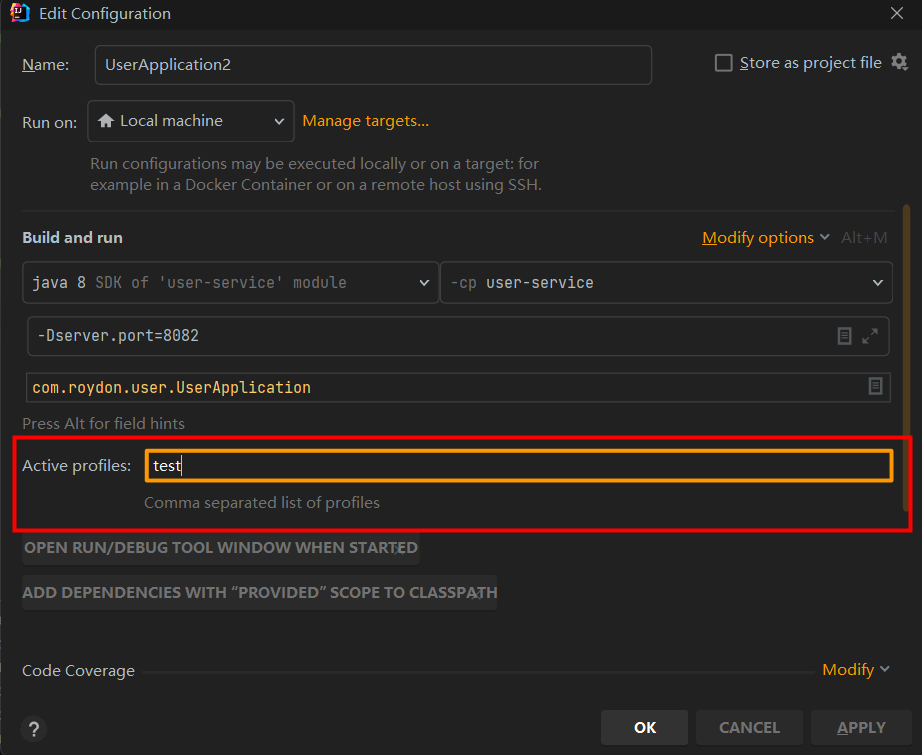 Edit Configuration
Name: UserApplication2 Store as project file
Run on: Local machine Manage targets...
Run configurations may be executed locally or on a target: for
example in a Docker Container or on a remote host using SSH.
Build and run Modify options Alt+M
java 8 SDK of 'user-service' module -cp user-service
-Dserver.port=8082
com.roydon.user.UserApplication
Press Alt for field hints
Active profiles: test
Comma separated list of profiles
OPEN RUN/DEBUG TOOL WINDOW WHEN STARTED
ADD DEPENDENCIES WITH “PROVIDED” SCOPE TO CLASSPATH
Code Coverage Modify
? OK CANCEL APPLY